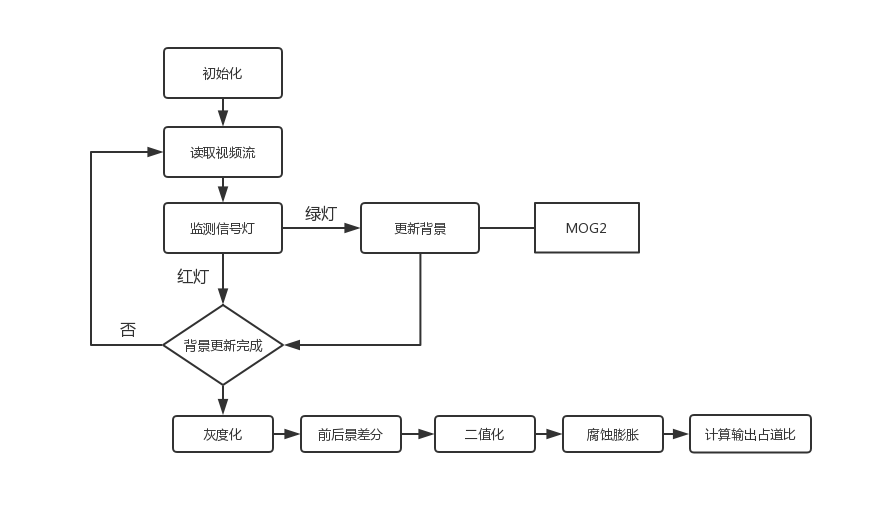 初始化
读取视频流
监测信号灯
绿灯
更新背景
MOG2
红灯
否
背景更新完成
灰度化
前后景差分
二值化
腐蚀膨胀
计算输出占道比